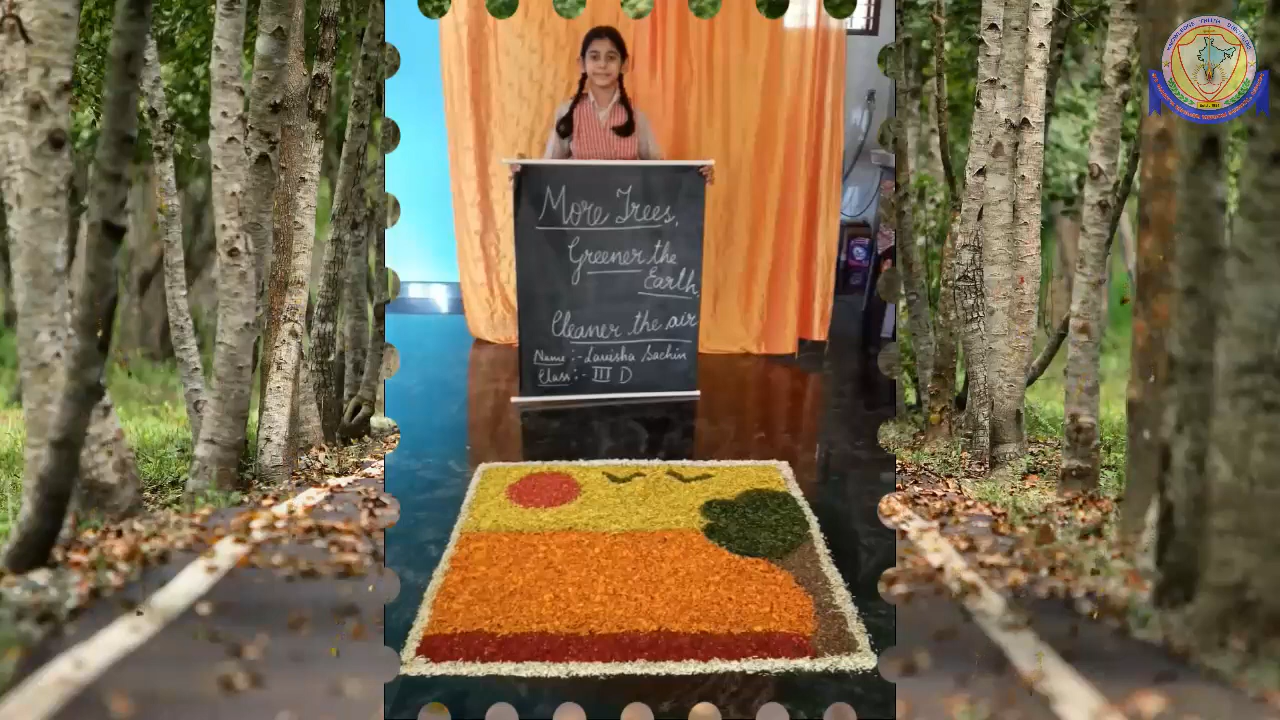 More Trees,
Greener the
Earth,
Cleaner the air
Name :- Lavisha Sachin
Class :- III D